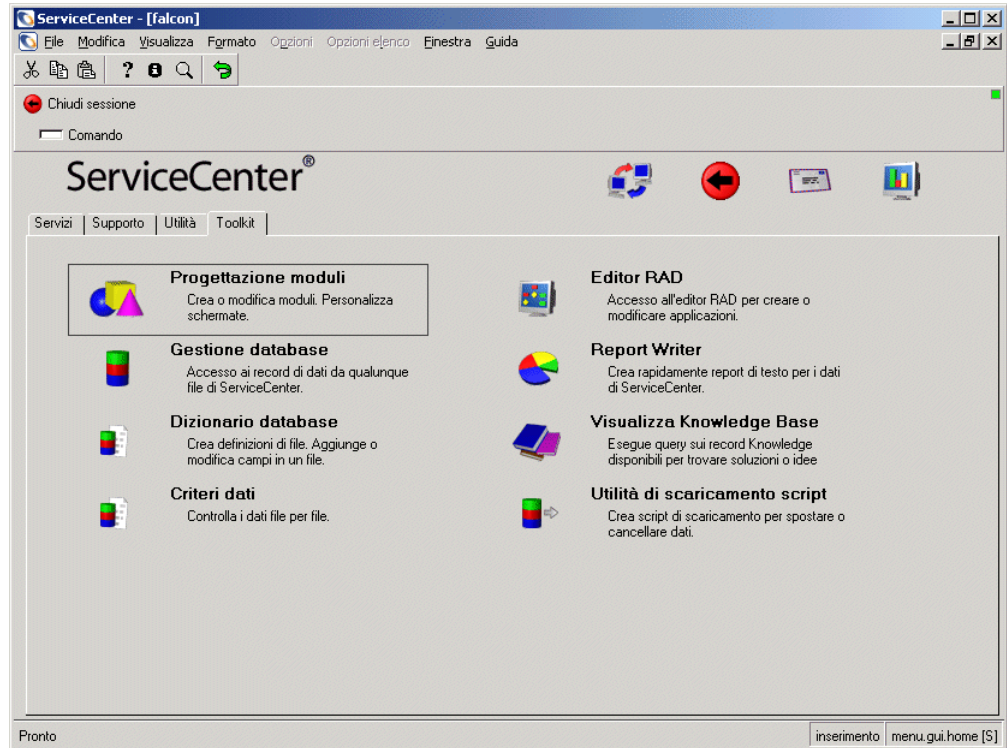 ServiceCenter - [falcon]
File Modifica Visualizza Formato Opzioni Opzioni elenco Finestra Guida
Chiudi sessione
Comando
ServiceCenter®
Servizi Supporto Utilità Toolkit
Progettazione moduli
Crea o modifica moduli. Personalizza
schermate.
Editor RAD
Accesso all'editor RAD per creare o
modificare applicazioni.
Gestione database
Accesso ai record di dati da qualunque
file di ServiceCenter.
Report Writer
Crea rapidamente report di testo per i dati
di ServiceCenter.
Dizionario database
Crea definizioni di file. Aggiunge o
modifica campi in un file.
Visualizza Knowledge Base
Esegue query sui record Knowledge
disponibili per trovare soluzioni o idee
Criteri dati
Controlla i dati file per file.
Utilità di scaricamento script
Crea script di scaricamento per spostare o
cancellare dati.
Pronto inserimento menu.gui.home [S]